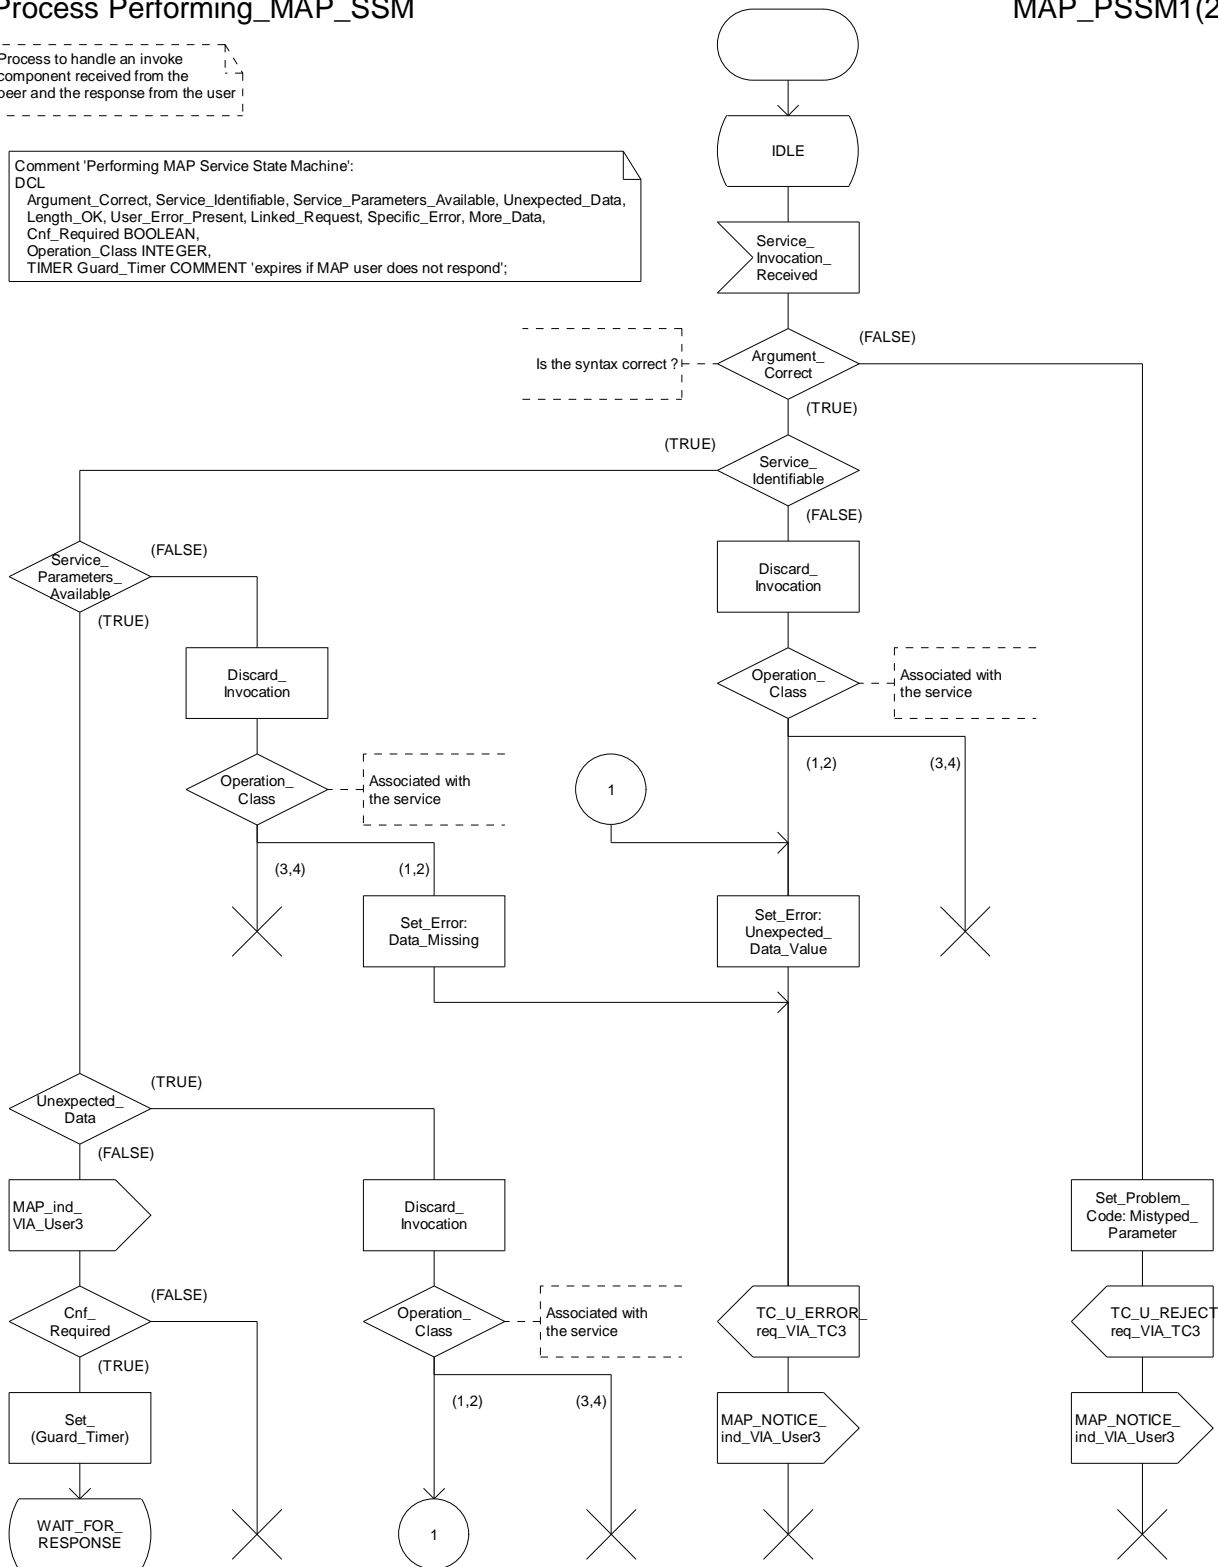 Process Performing_MAP_SSM
MAP_PSSM1(2
Process to handle an invoke
component received from the
peer and the response from the user
IDLE
Comment 'Performing MAP Service State Machine':
DCL
Argument_Correct, Service_Identifiable, Service_Parameters_Available, Unexpected_Data,
Length_OK, User_Error_Present, Linked_Request, Specific_Error, More_Data,
Cnf_Required BOOLEAN,
Operation_Class INTEGER,
TIMER Guard_Timer COMMENT 'expires if MAP user does not respond';
Service_
Invocation_
Received
Is the syntax correct ?
Argument_
Correct
(FALSE)
(TRUE)
(TRUE)
Service_
Identifiable
(FALSE)
Service_
Parameters_
Available
(FALSE)
(TRUE)
Discard_
Invocation
Discard_
Invocation
Operation_
Class
Associated with
the service
Operation_
Class
Associated with
the service
1
(1,2)
(3,4)
(3,4)
(1,2)
Set_Error:
Data_Missing
Set_Error:
Unexpected_
Data_Value
Unexpected_
Data
(TRUE)
(FALSE)
MAP_ind_
VIA_User3
Discard_
Invocation
Set_Problem_
Code: Mistyped_
Parameter
Cnf_
Required
(FALSE)
(TRUE)
Operation_
Class
Associated with
the service
TC_U_ERROR_
req_VIA_TC3
TC_U_REJECT
req_VIA_TC3
Set_
(Guard_Timer)
(1,2)
(3,4)
MAP_NOTICE_
ind_VIA_User3
MAP_NOTICE_
ind_VIA_User3
WAIT_FOR_
RESPONSE
1